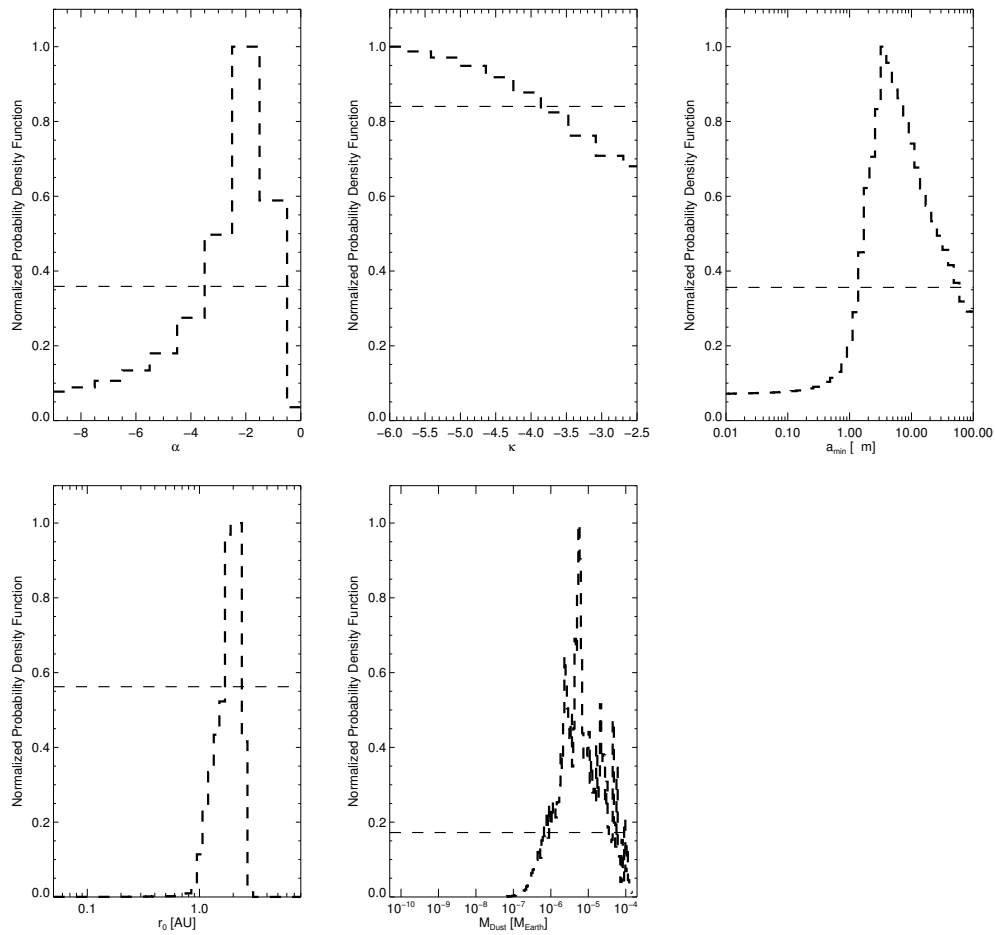 Normalized Probability Density Function
1.0
0.8
0.6
0.4
0.2
0.0
−8 −6 −4 −2 0
α
Normalized Probability Density Function
1.0
0.8
0.6
0.4
0.2
0.0
−6.0 −5.5 −5.0 −4.5 −4.0 −3.5 −3.0 −2.5
κ
Normalized Probability Density Function
1.0
0.8
0.6
0.4
0.2
0.0
0.01 0.10 1.00 10.00 100.00
a_min [ m]
Normalized Probability Density Function
1.0
0.8
0.6
0.4
0.2
0.0
0.1 1.0
r_0 [AU]
Normalized Probability Density Function
1.0
0.8
0.6
0.4
0.2
0.0
10^−10 10^−9 10^−8 10^−7 10^−6 10^−5 10^−4
M_Dust [M_Earth]